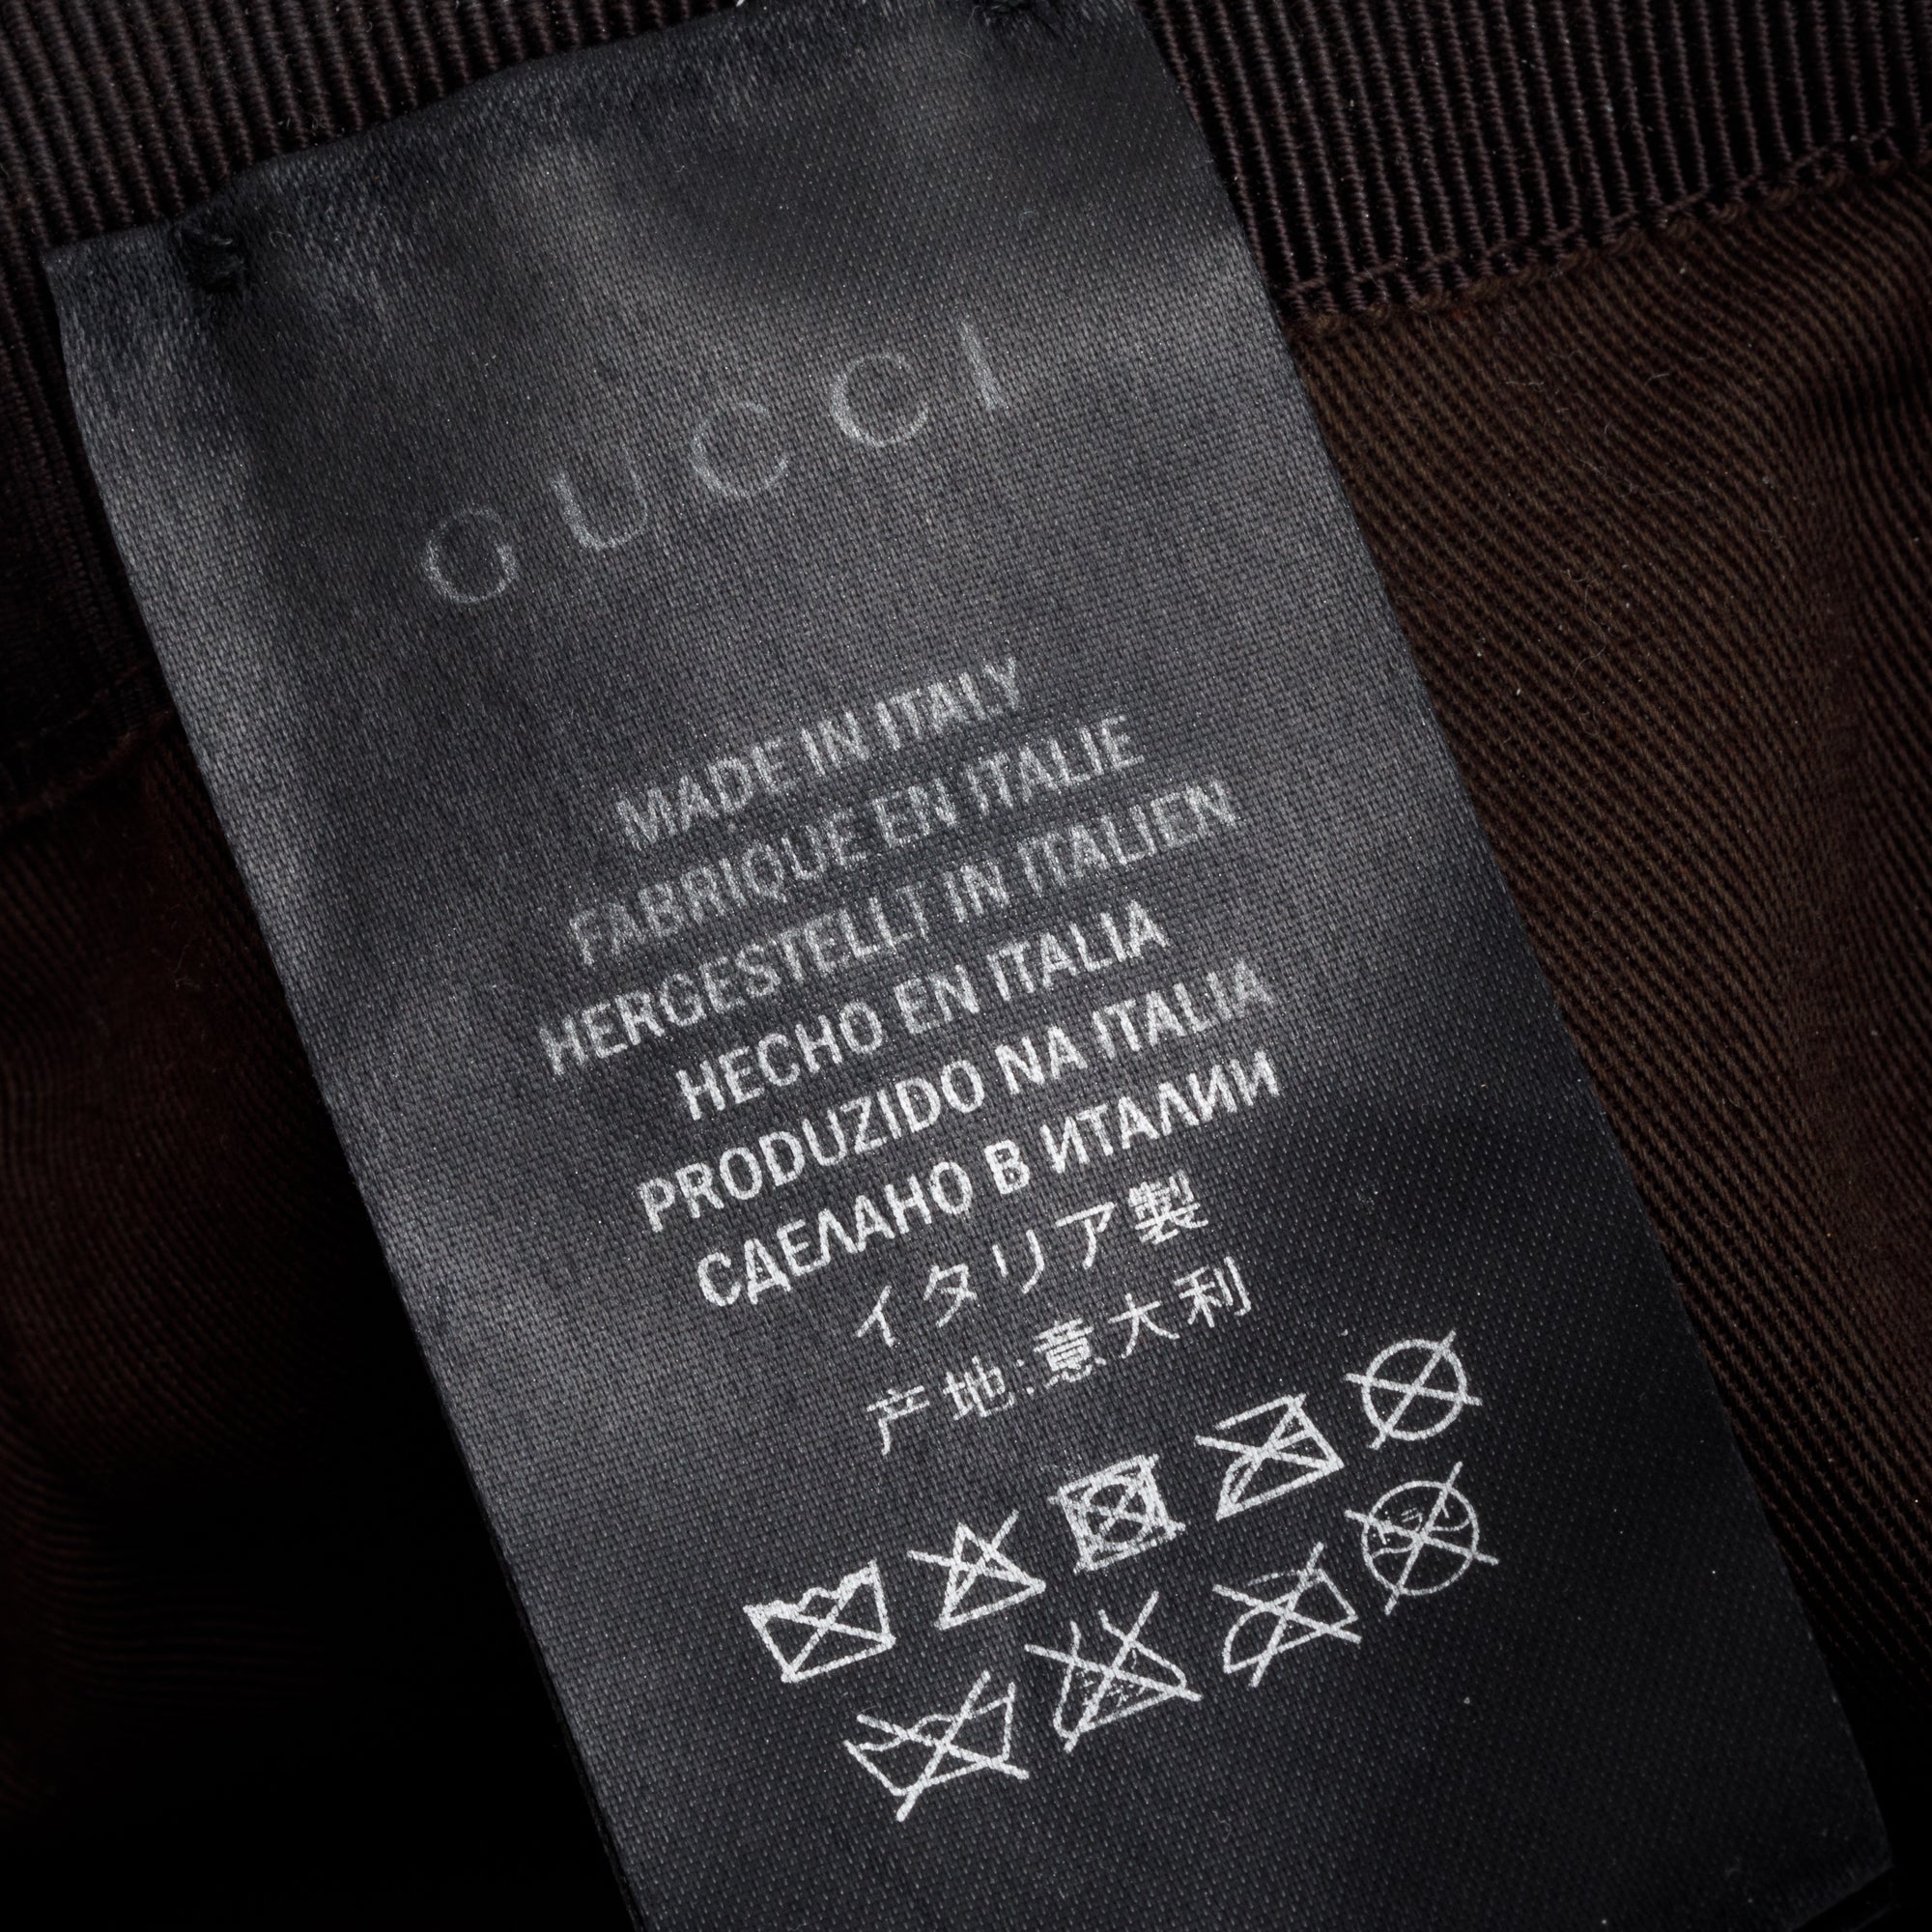 GUCCI
MADE IN ITALY
FABRIQUE EN ITALIE
HERGESTELLT IN ITALIEN
HECHO EN ITALIA
PRODUZIDO NA ITALIA
СДЕЛАНО В ИТАЛИИ
イタリア製
产地:意大利